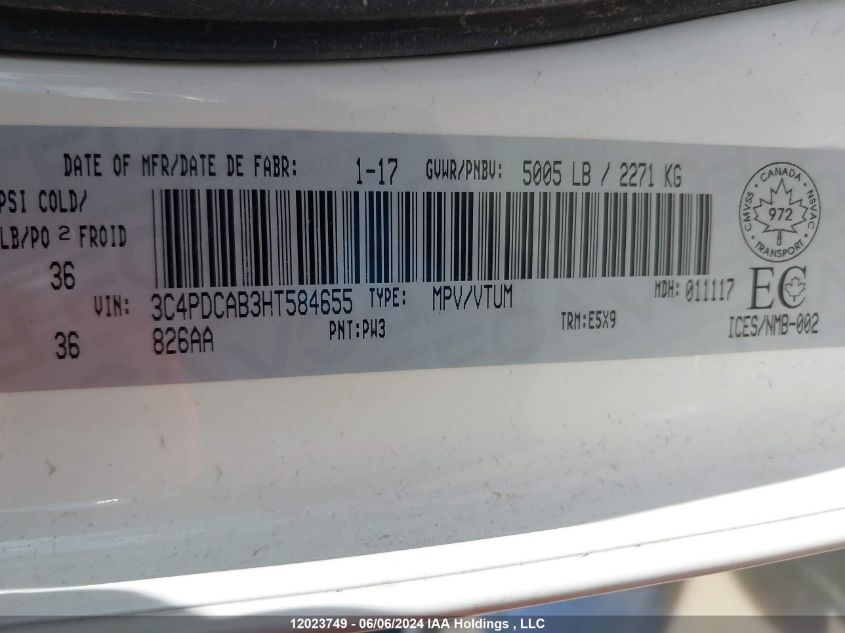 DATE OF MFR/DATE DE FABR: 1-17 GVWR/PNBV: 5005 LB / 2271 KG
PSI COLD/
LB/PO 2 FROID
36
VIN: 3C4PDCAB3HT584655 TYPE: MPV/VTUM MDH: 011117
36 826AA PNT:PW3 TRM:E5X9
CANADA
CMVSS NSVAC
972
TRANSPORT
EC
ICES/NMB-002
12023749 - 06/06/2024 IAA Holdings , LLC